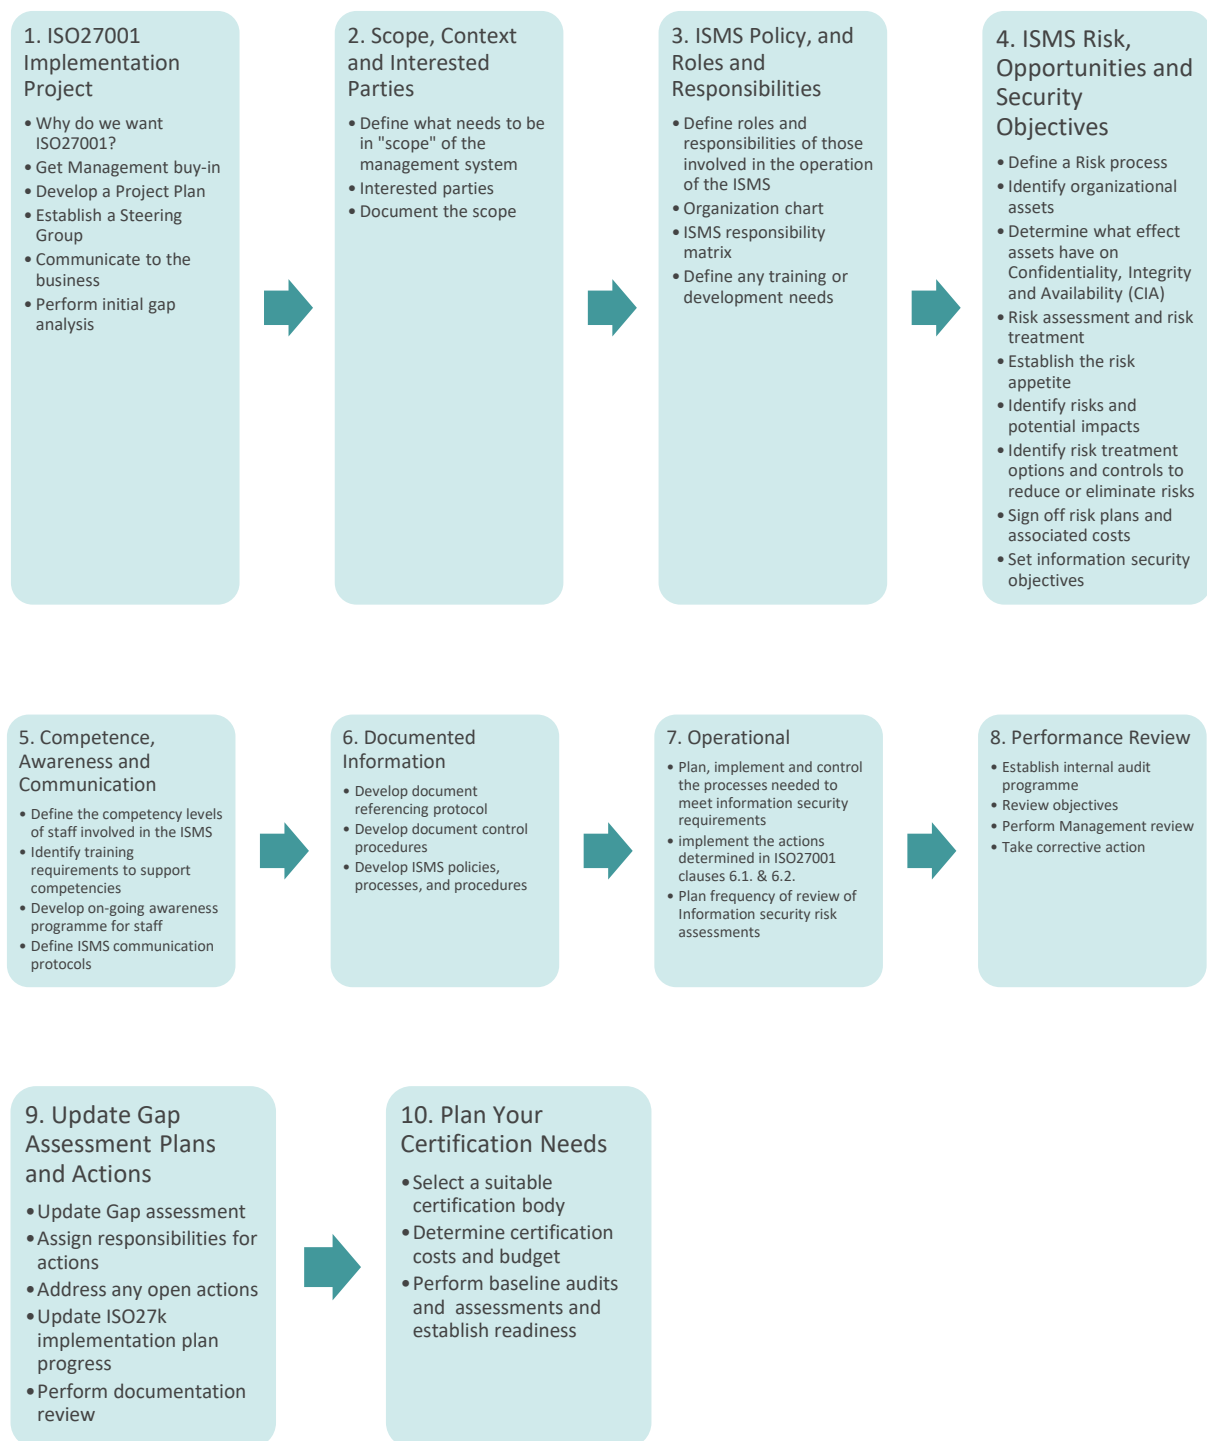 1. ISO27001
Implementation
Project
• Why do we want
ISO27001?
• Get Management buy-in
• Develop a Project Plan
• Establish a Steering
Group
• Communicate to the
business
• Perform initial gap
analysis
2. Scope, Context
and Interested
Parties
• Define what needs to be
in "scope" of the
management system
• Interested parties
• Document the scope
3. ISMS Policy, and
Roles and
Responsibilities
• Define roles and
responsibilities of those
involved in the operation
of the ISMS
• Organization chart
• ISMS responsibility
matrix
• Define any training or
development needs
4. ISMS Risk,
Opportunities and
Security
Objectives
• Define a Risk process
• Identify organizational
assets
• Determine what effect
assets have on
Confidentiality, Integrity
and Availability (CIA)
• Risk assessment and risk
treatment
• Establish the risk
appetite
• Identify risks and
potential impacts
• Identify risk treatment
options and controls to
reduce or eliminate risks
• Sign off risk plans and
associated costs
• Set information security
objectives
5. Competence,
Awareness and
Communication
• Define the competency levels
of staff involved in the ISMS
• Identify training
requirements to support
competencies
• Develop on-going awareness
programme for staff
• Define ISMS communication
protocols
6. Documented
Information
• Develop document
referencing protocol
• Develop document control
procedures
• Develop ISMS policies,
processes, and procedures
7. Operational
• Plan, implement and control
the processes needed to
meet information security
requirements
• implement the actions
determined in ISO27001
clauses 6.1. & 6.2.
• Plan frequency of review of
Information security risk
assessments
8. Performance Review
• Establish internal audit
programme
• Review objectives
• Perform Management review
• Take corrective action
9. Update Gap
Assessment Plans
and Actions
• Update Gap assessment
• Assign responsibilities for
actions
• Address any open actions
• Update ISO27k
implementation plan
progress
• Perform documentation
review
10. Plan Your
Certification Needs
• Select a suitable
certification body
• Determine certification
costs and budget
• Perform baseline audits
and  assessments and
establish readiness